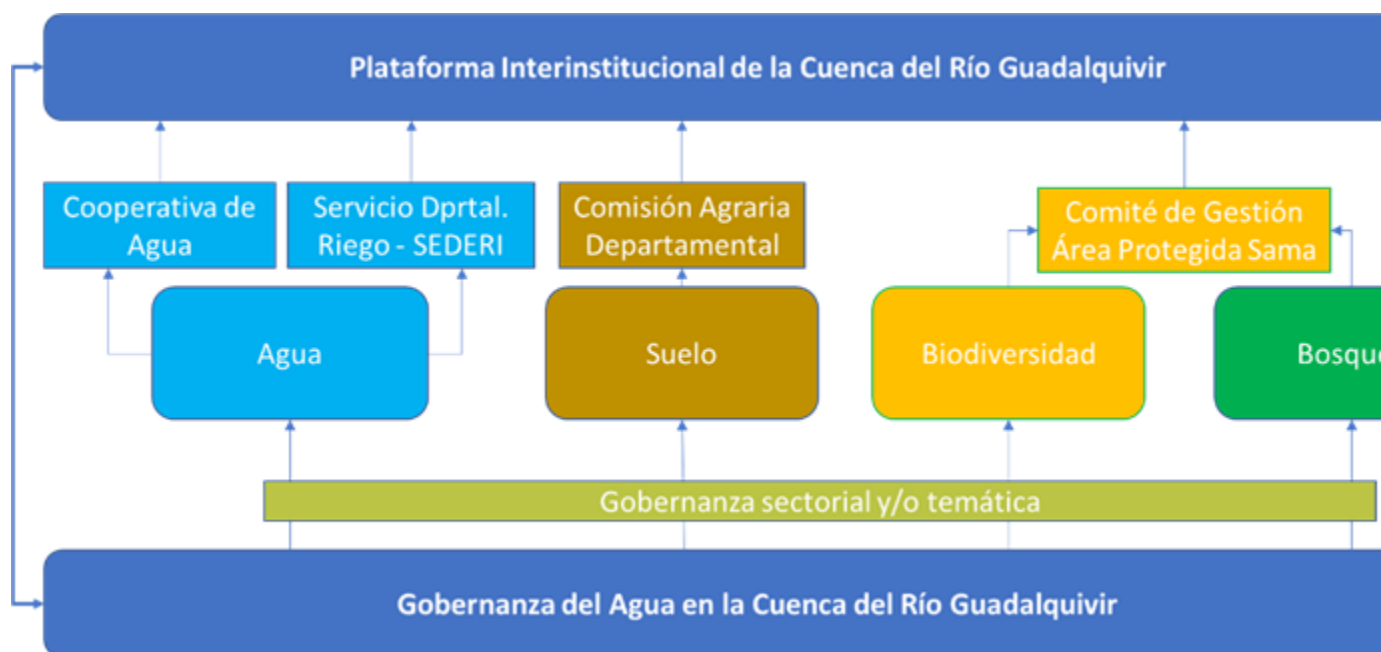 Plataforma Interinstitucional de la Cuenca del Río Guadalquivir
Cooperativa de
Agua
Servicio Dprtal.
Riego - SEDERI
Comisión Agraria
Departamental
Comité de Gestión
Área Protegida Sama
Agua
Suelo
Biodiversidad
Bosque
Gobernanza sectorial y/o temática
Gobernanza del Agua en la Cuenca del Río Guadalquivir